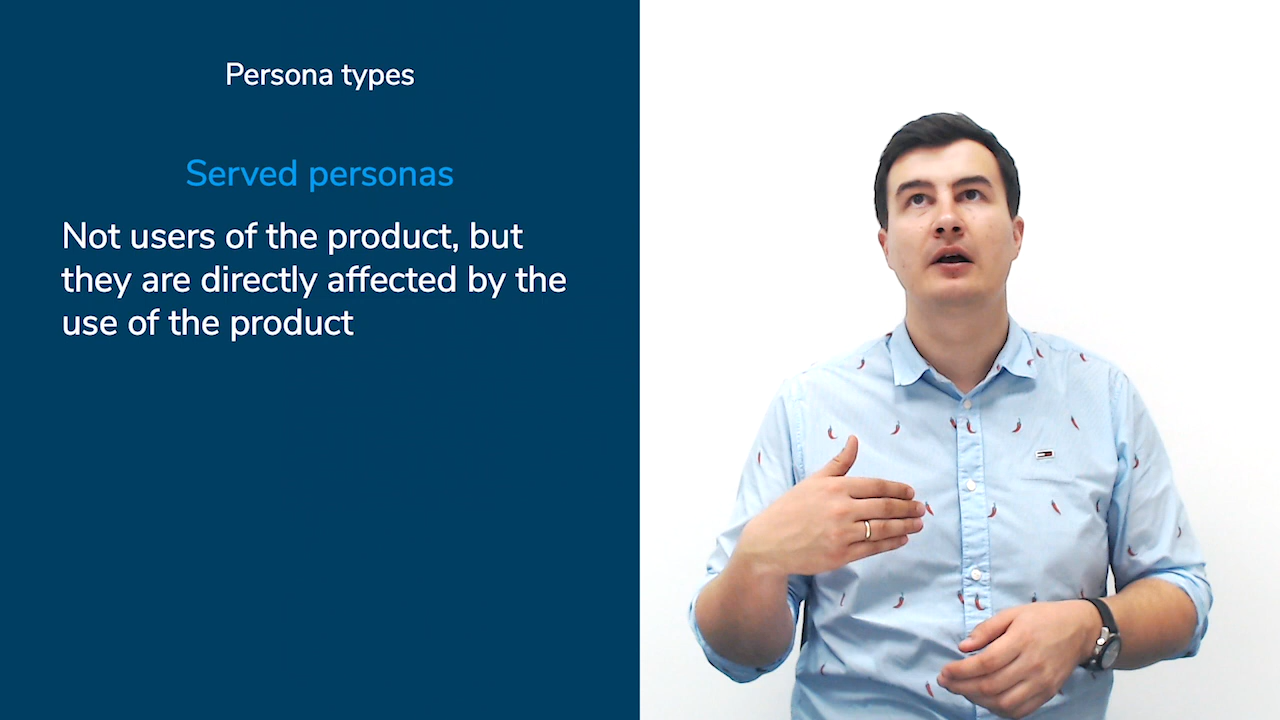 Persona types
Served personas
Not users of the product, but
they are directly affected by the
use of the product